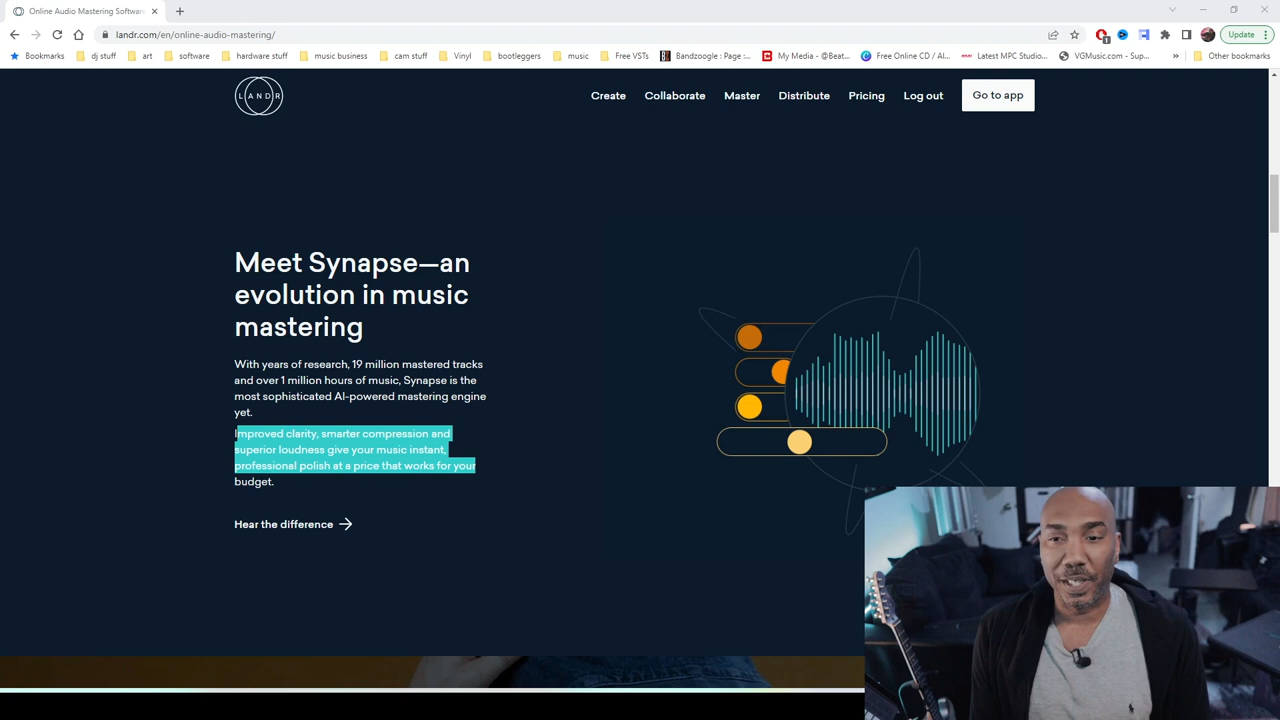 Online Audio Mastering Softwar
landr.com/en/online-audio-mastering/
Update
Bookmarks
dj stuff
art
software
hardware stuff
music business
cam stuff
Vinyl
bootleggers
music
Free VSTs
Bandzoogle : Page :...
My Media - @Beat...
Free Online CD / Al...
Latest MPC Studio...
VGMusic.com - Sup...
Other bookmarks
LANDR
Create
Collaborate
Master
Distribute
Pricing
Log out
Go to app
Meet Synapse—an
evolution in music
mastering
With years of research, 19 million mastered tracks
and over 1 million hours of music, Synapse is the
most sophisticated AI-powered mastering engine
yet.
Improved clarity, smarter compression and
superior loudness give your music instant,
professional polish at a price that works for your
budget.
Hear the difference